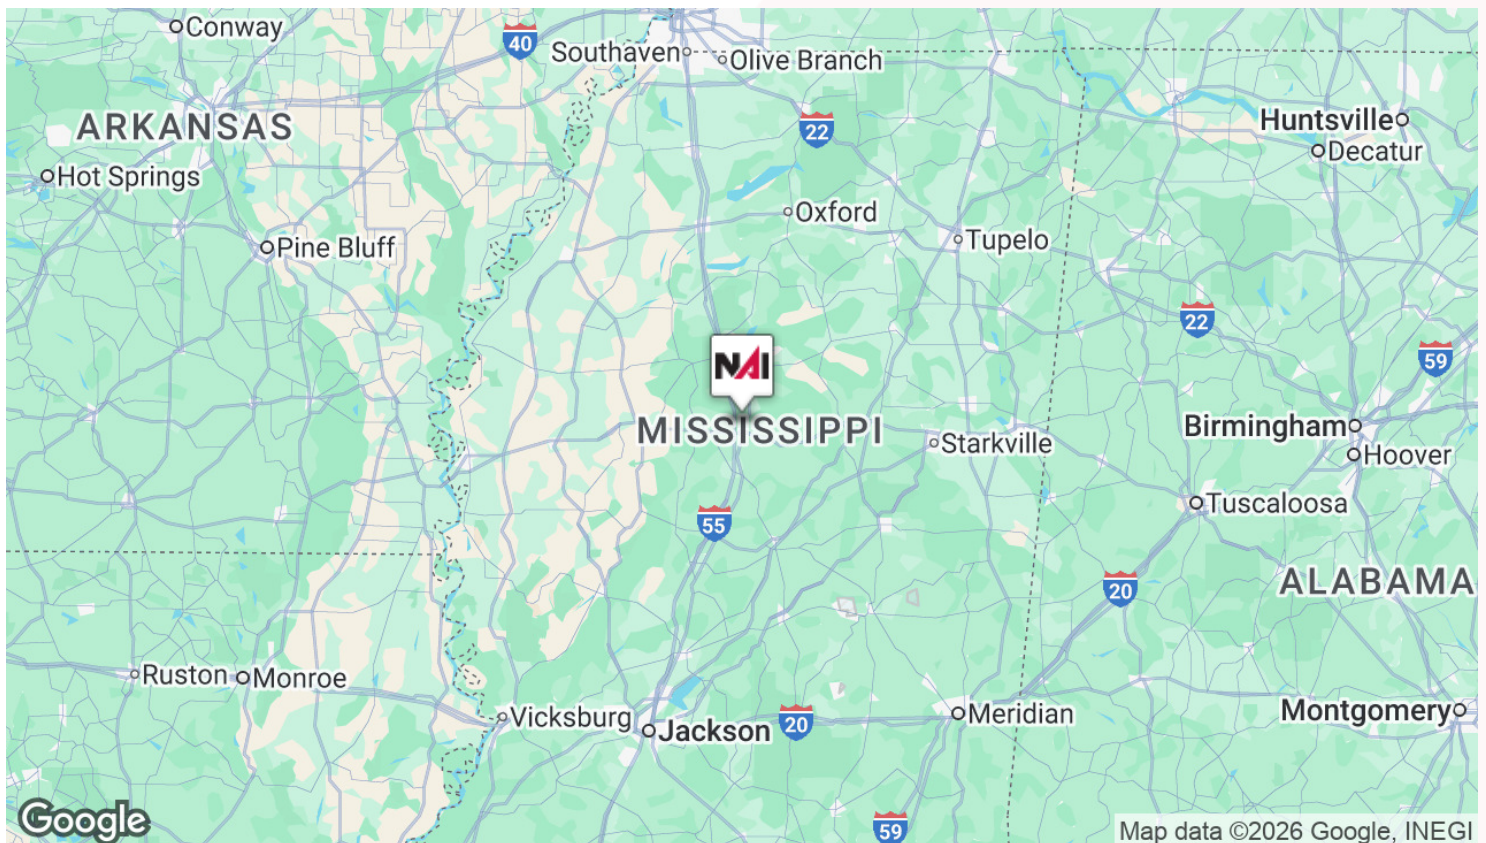 Conway
40
Southaven
Olive Branch
ARKANSAS
22
Huntsville
Decatur
Hot Springs
Oxford
Pine Bluff
Tupelo
22
59
NAI
MISSISSIPPI
Starkville
Birmingham
Hoover
55
Tuscaloosa
20
ALABAMA
Ruston
Monroe
Vicksburg
Jackson
20
Meridian
Montgomery
Google
59
Map data ©2026 Google, INEGI